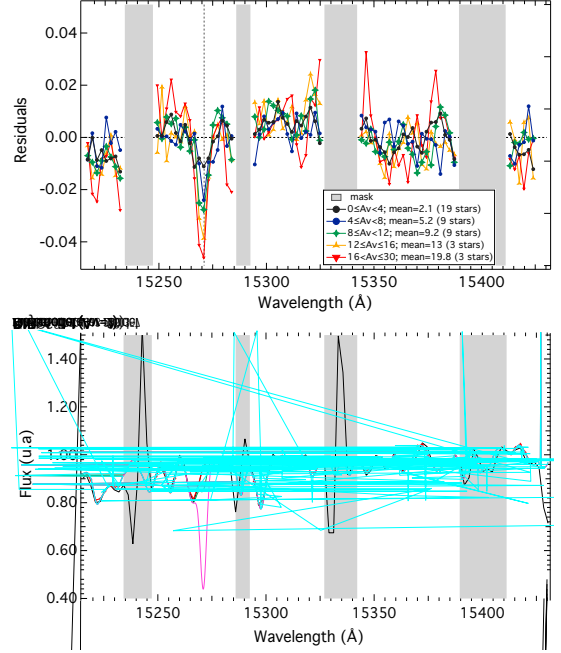 0.04
0.02
0.00
-0.02
-0.04
Residuals
mask
0≤Av<4; mean=2.1 (19 stars)
4≤Av<8; mean=5.2 (9 stars)
8≤Av<12; mean=9.2 (9 stars)
12≤Av≤16; mean=13 (3 stars)
16≤Av≤30; mean=19.8 (3 stars)
15250 15300 15350 15400
Wavelength (Å)
1.40
1.20
1.00
0.80
0.60
0.40
Flux (u.a)
15250 15300 15350 15400
Wavelength (Å)